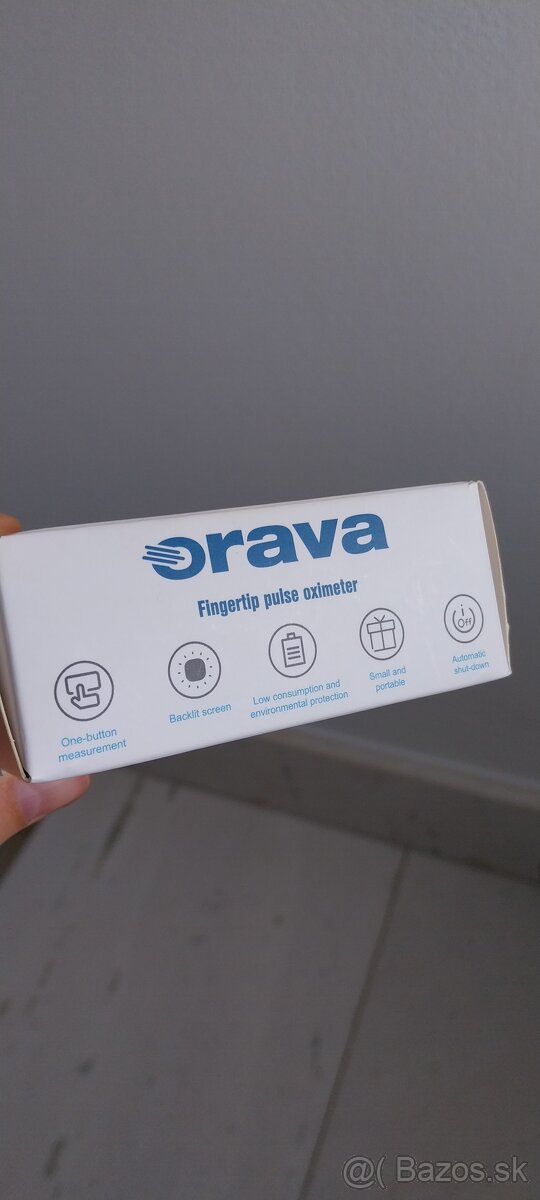 orava
Fingertip pulse oximeter
One-button
measurement
Backlit screen
Low consumption and
environmental protection
Small and
portable
Off
Automatic
shut-down
@( Bazos.sk